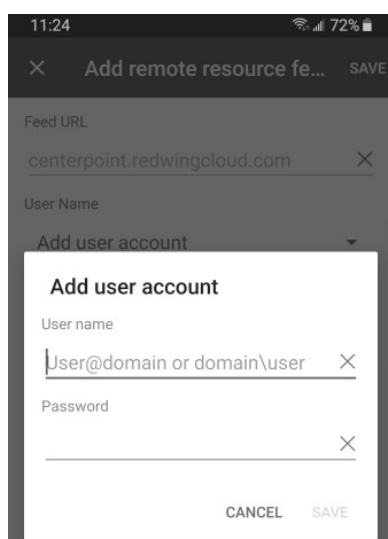 11:24 72%
Add remote resource fe... SAVE
Feed URL
centerpoint.redwingcloud.com
User Name
Add user account
Add user account
User name
User@domain or domain\user
Password
CANCEL SAVE